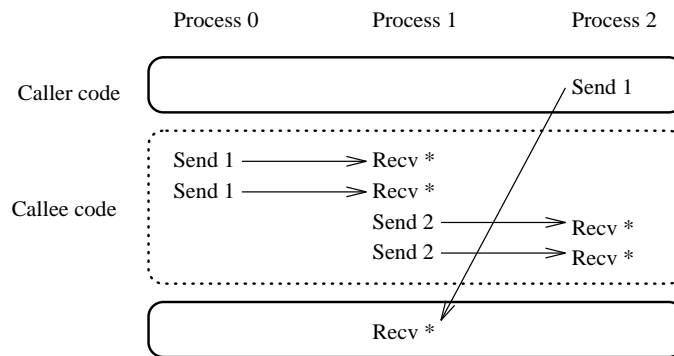 Process 0 Process 1 Process 2
Caller code Send 1
Send 1 Recv *
Send 1 Recv *
Callee code
Send 2 Recv *
Send 2 Recv *
Recv *